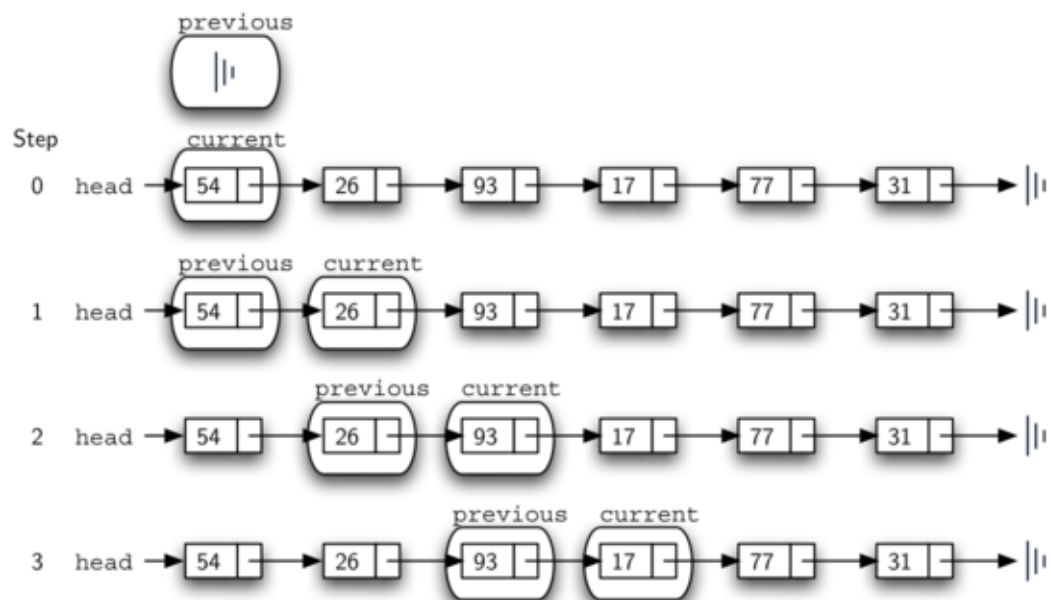 previous
Step
current
0 head 54 26 93 17 77 31
previous current
1 head 54 26 93 17 77 31
previous current
2 head 54 26 93 17 77 31
previous current
3 head 54 26 93 17 77 31